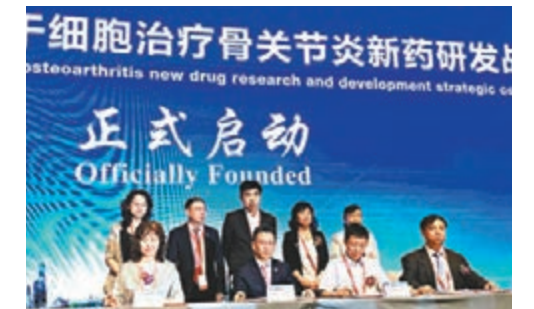 干细胞治疗骨关节炎新药研发战
osteoarthritis new drug research and development strategic
正式启动
Officially Founded